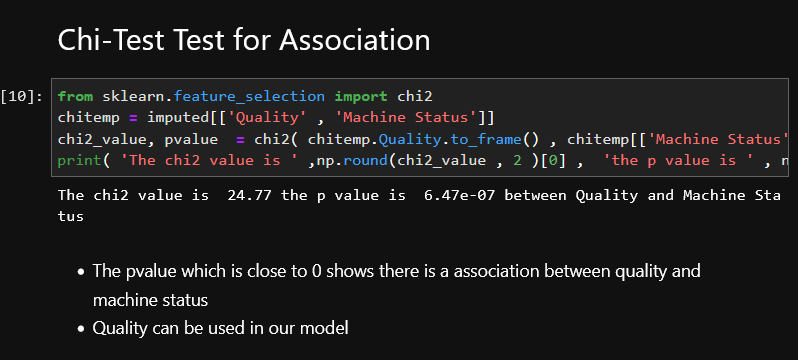 Chi-Test Test for Association
[10]: from sklearn.feature_selection import chi2
chitemp = imputed[['Quality' , 'Machine Status']]
chi2_value, pvalue  = chi2( chitemp.Quality.to_frame() , chitemp[['Machine Status'
print( 'The chi2 value is ' ,np.round(chi2_value , 2 )[0] ,  'the p value is ' , n
The chi2 value is  24.77 the p value is  6.47e-07 between Quality and Machine Sta
tus
• The pvalue which is close to 0 shows there is a association between quality and
machine status
• Quality can be used in our model